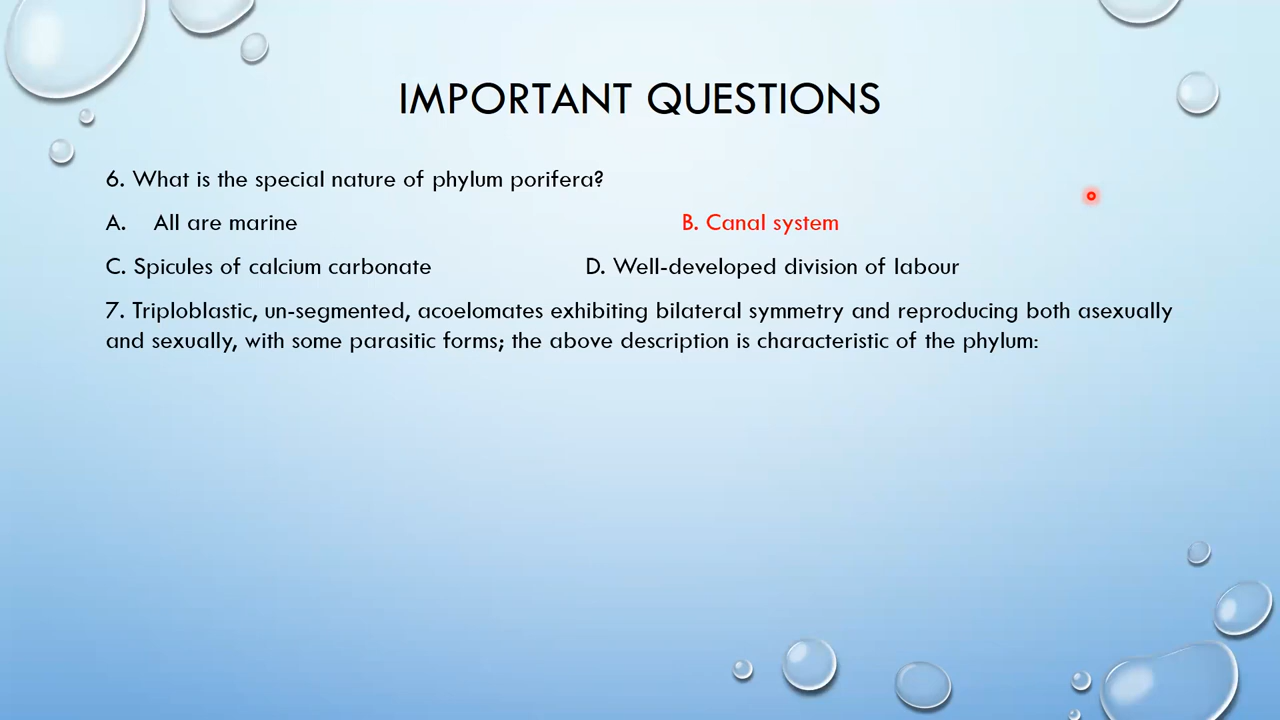 IMPORTANT QUESTIONS
6. What is the special nature of phylum porifera?
A. All are marine B. Canal system
C. Spicules of calcium carbonate D. Well-developed division of labour
7. Triploblastic, un-segmented, acoelomates exhibiting bilateral symmetry and reproducing both asexually
and sexually, with some parasitic forms; the above description is characteristic of the phylum: